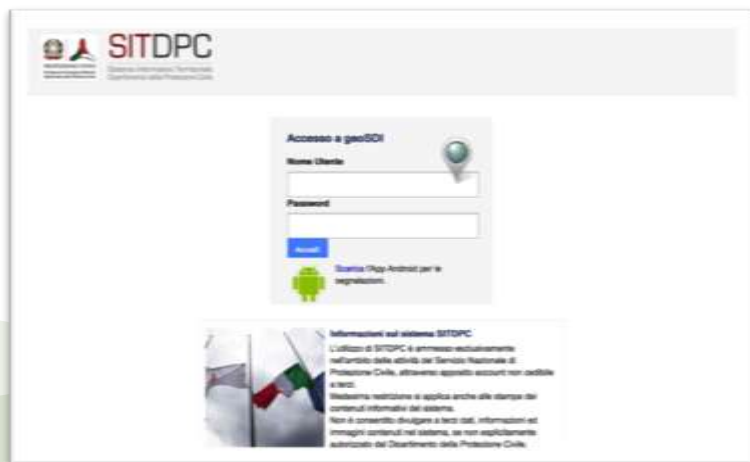 SITDPC
Sistema Informativo Territoriale
Dipartimento della Protezione Civile
Accesso a geoSDI
Nome Utente
Password
Accedi
Scarica l'App Android per le
segnalazioni.
Informazioni sul sistema SITDPC
L'utilizzo di SITDPC è ammesso esclusivamente
nell'ambito delle attività del Servizio Nazionale di
Protezione Civile, attraverso apposito account non cedibile
a terzi.
Medesima restrizione si applica anche alle stampe dei
contenuti informativi del sistema.
Non è consentito divulgare a terzi dati, informazioni ed
immagini contenuti nel sistema, se non esplicitamente
autorizzato dal Dipartimento della Protezione Civile.